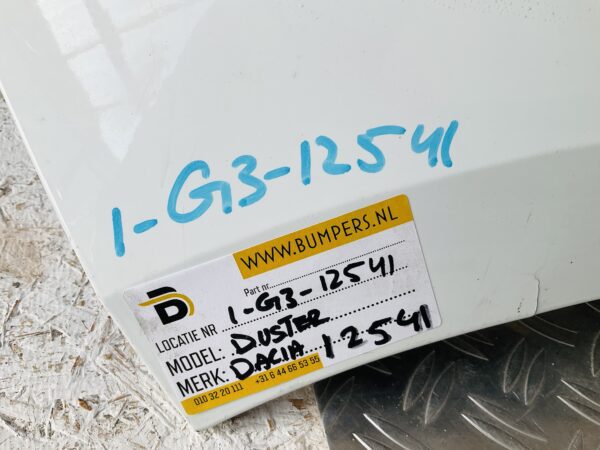 1-G3-12541
WWW.BUMPERS.NL
Part nr.
LOCATIE NR 1-G3-12541
MODEL: DUSTER
MERK: DACIA 12541
010 32 20 111 +31 6 44 66 53 55